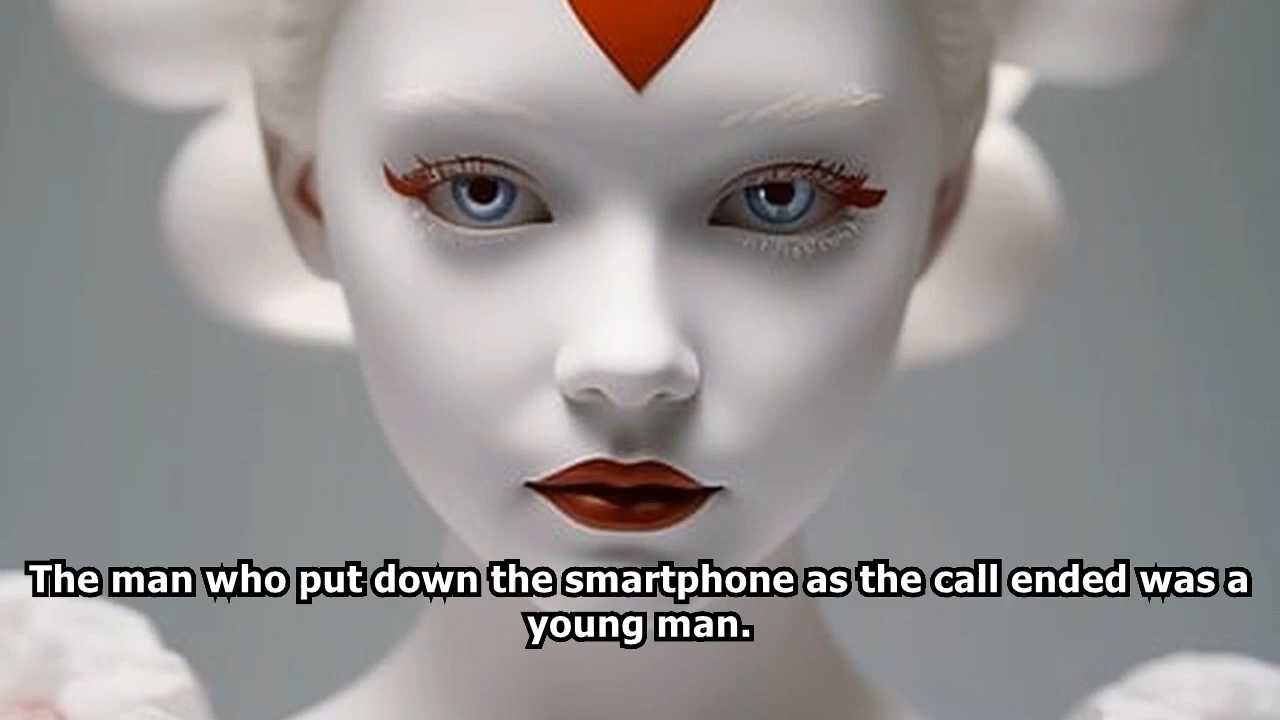 The man who put down the smartphone as the call ended was a
young man.